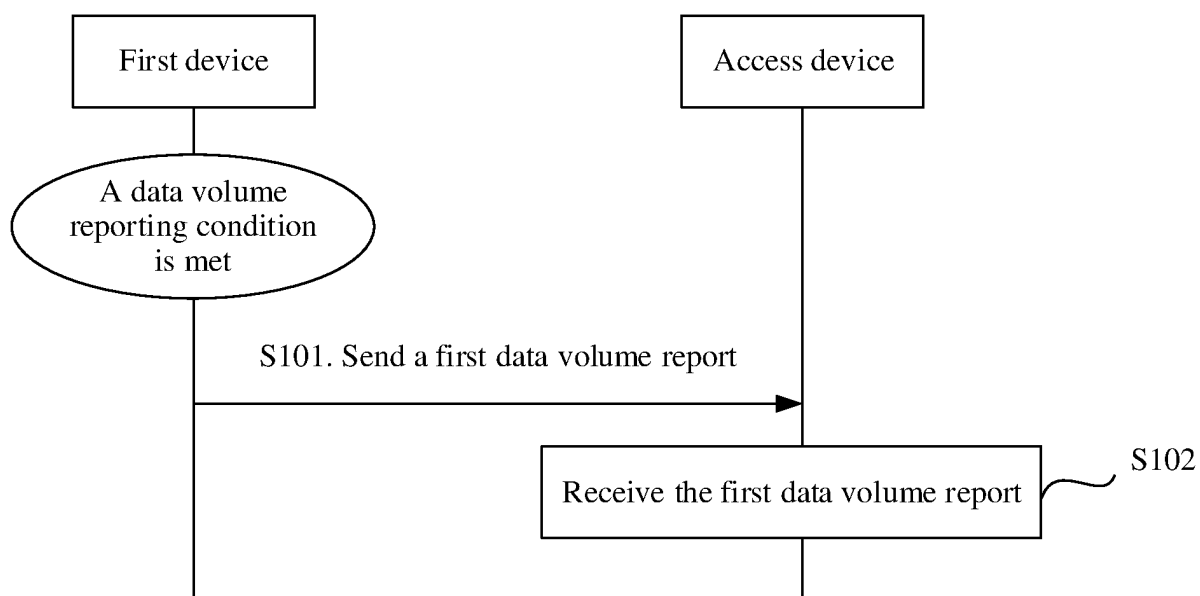 First device
Access device
A data volume
reporting condition
is met
S101. Send a first data volume report
S102
Receive the first data volume report